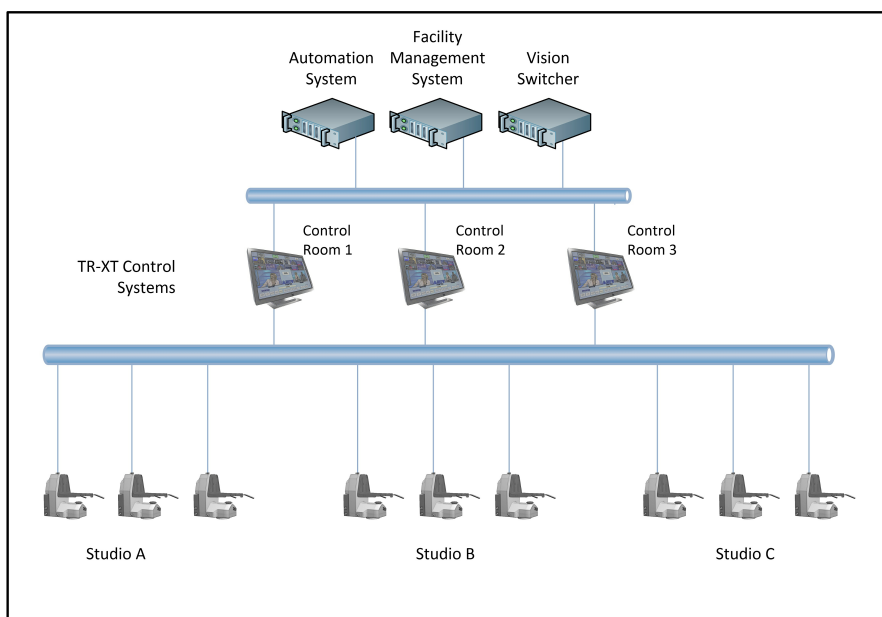 Automation
System
Facility
Management
System
Vision
Switcher
Control
Room 1
Control
Room 2
Control
Room 3
TR-XT Control
Systems
Studio A
Studio B
Studio C